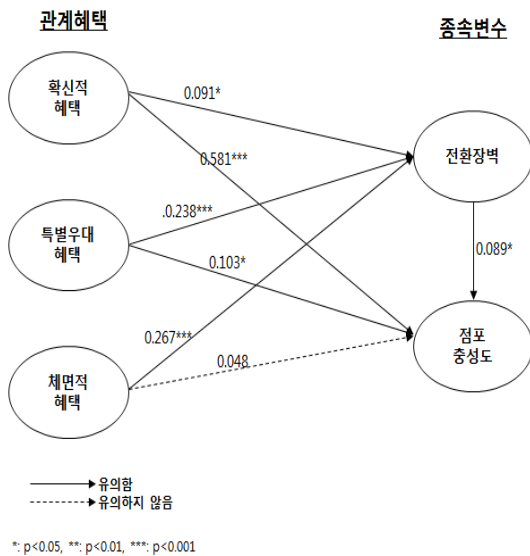 관계혜택
종속변수
확신적
혜택
0.091*
전환장벽
0.581***
.0.238***
특별우대
혜택
0.103*
0.089*
0.267***
0.048
점포
충성도
체면적
혜택
유의함
유의하지 않음
*: p<0.05, **: p<0.01, ***: p<0.001